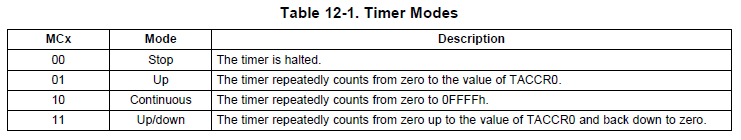 Table 12-1. Timer Modes
MCx Mode Description
00 Stop The timer is halted.
01 Up The timer repeatedly counts from zero to the value of TACCR0.
10 Continuous The timer repeatedly counts from zero to 0FFFFh.
11 Up/down The timer repeatedly counts from zero up to the value of TACCR0 and back down to zero.